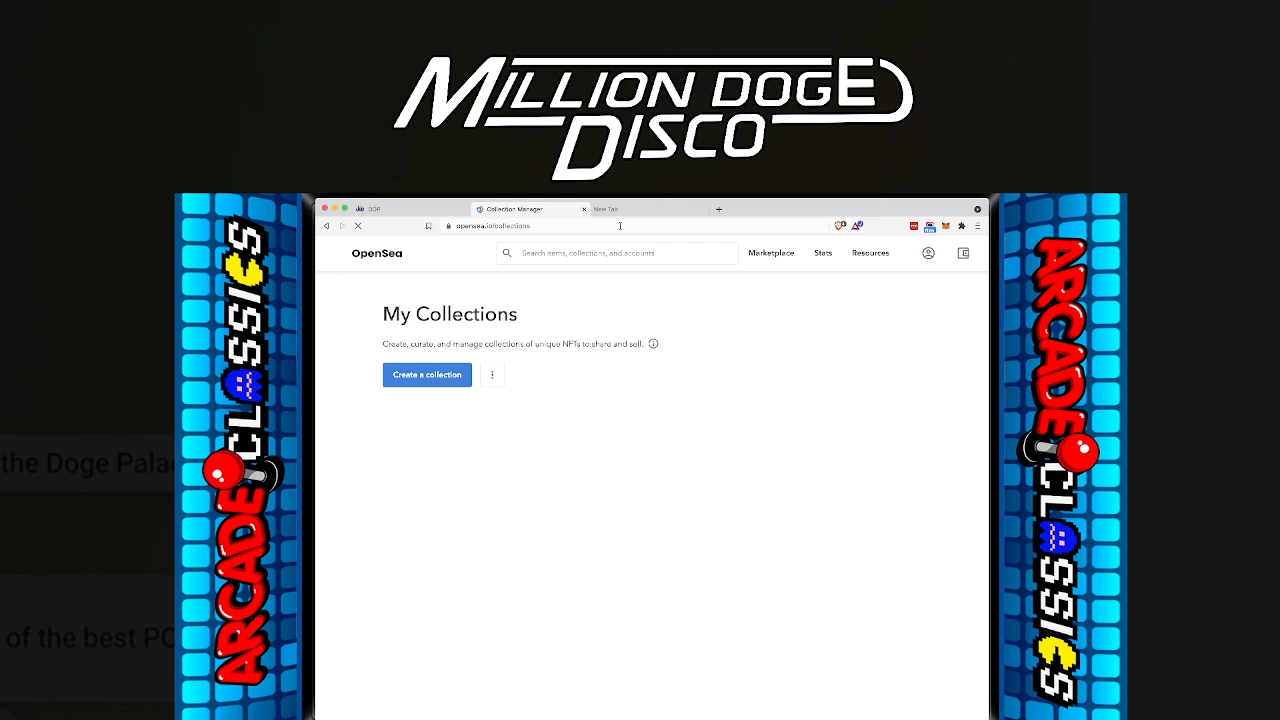 MILLION DOGE
DISCO
DDP
Collection Manager
New Tab
opensea.io/collections
OpenSea
Search items, collections, and accounts
Marketplace
Stats
Resources
My Collections
Create, curate, and manage collections of unique NFTs to share and sell.
Create a collection
ARCADE CLASSICS
ARCADE CLASSICS
the Doge Pala
of the best PC